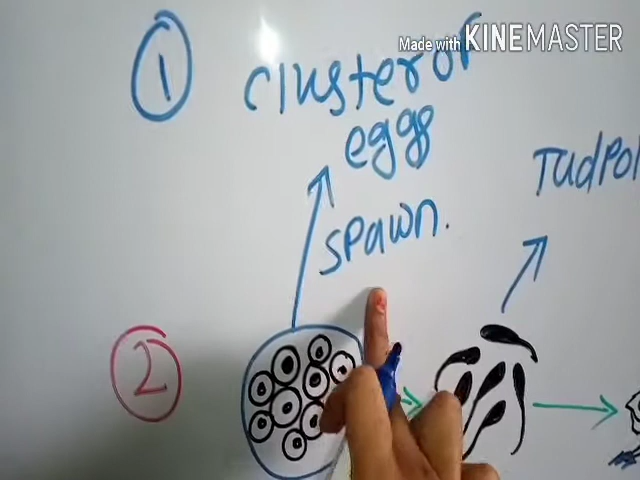 Made with KINEMASTER
1 cluster of
eggs
Tadpol
spawn.
2